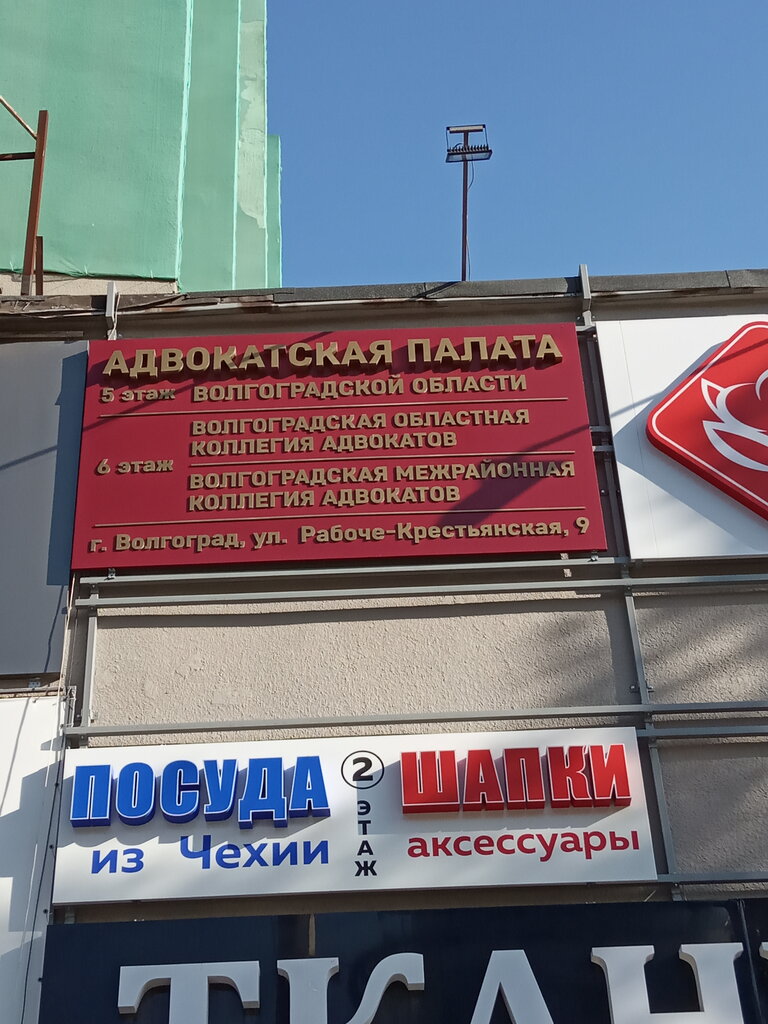 АДВОКАТСКАЯ ПАЛАТА
5 этаж ВОЛГОГРАДСКОЙ ОБЛАСТИ
ВОЛГОГРАДСКАЯ ОБЛАСТНАЯ
КОЛЛЕГИЯ АДВОКАТОВ
6 этаж
ВОЛГОГРАДСКАЯ МЕЖРАЙОННАЯ
КОЛЛЕГИЯ АДВОКАТОВ
г. Волгоград, ул. Рабоче-Крестьянская, 9
ПОСУДА
из Чехии
2
ЭТАЖ
ШАПКИ
аксессуары
ТКАН